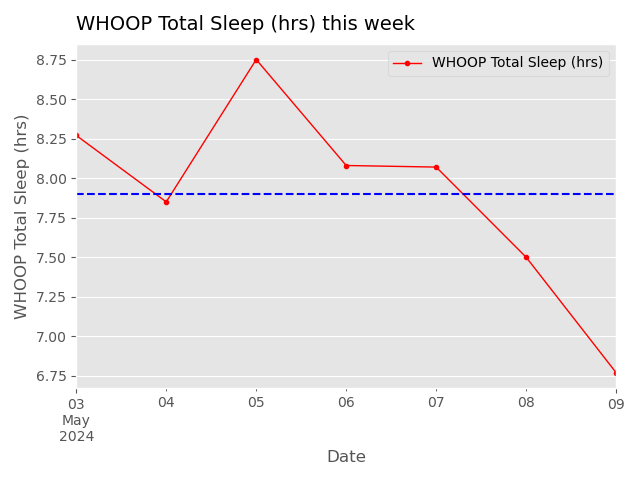 WHOOP Total Sleep (hrs) this week
WHOOP Total Sleep (hrs)
WHOOP Total Sleep (hrs)
8.75
8.50
8.25
8.00
7.75
7.50
7.25
7.00
6.75
03 04 05 06 07 08 09
May
2024
Date